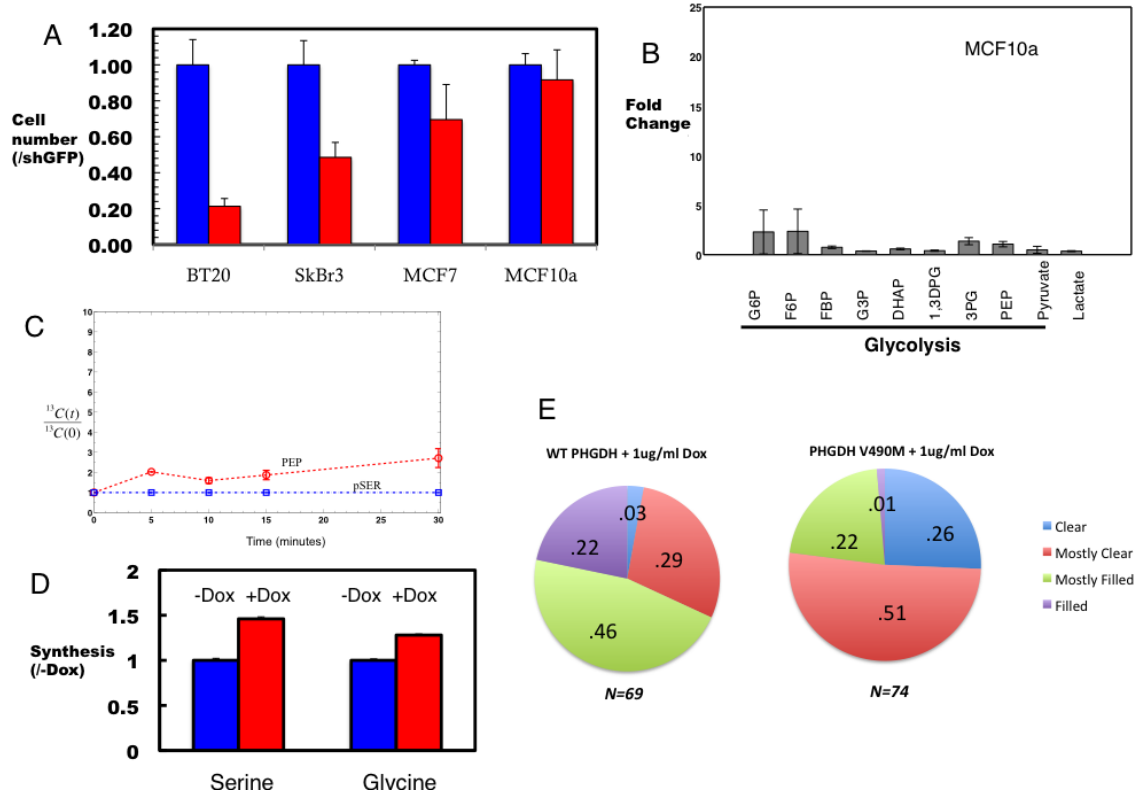 A
1.20
1.00
0.80
0.60
0.40
0.20
0.00
Cell
number
(/shGFP)
BT20 SkBr3 MCF7 MCF10a
B
MCF10a
Fold
Change
25
20
15
10
5
0
G6P
F6P
FBP
G3P
DHAP
1,3DPG
3PG
PEP
Pyruvate
Lactate
Glycolysis
C
10
9
8
7
6
5
4
3
2
1
0
13C(t)
13C(0)
PEP
pSER
0 5 10 15 20 25 30
Time (minutes)
D
2
1.5
1
0.5
0
-Dox +Dox -Dox +Dox
Synthesis
(/-Dox)
Serine Glycine
E
WT PHGDH + 1ug/ml Dox
.03
.29
.46
.22
N=69
PHGDH V490M + 1ug/ml Dox
.01
.26
.22
.51
N=74
Clear
Mostly Clear
Mostly Filled
Filled